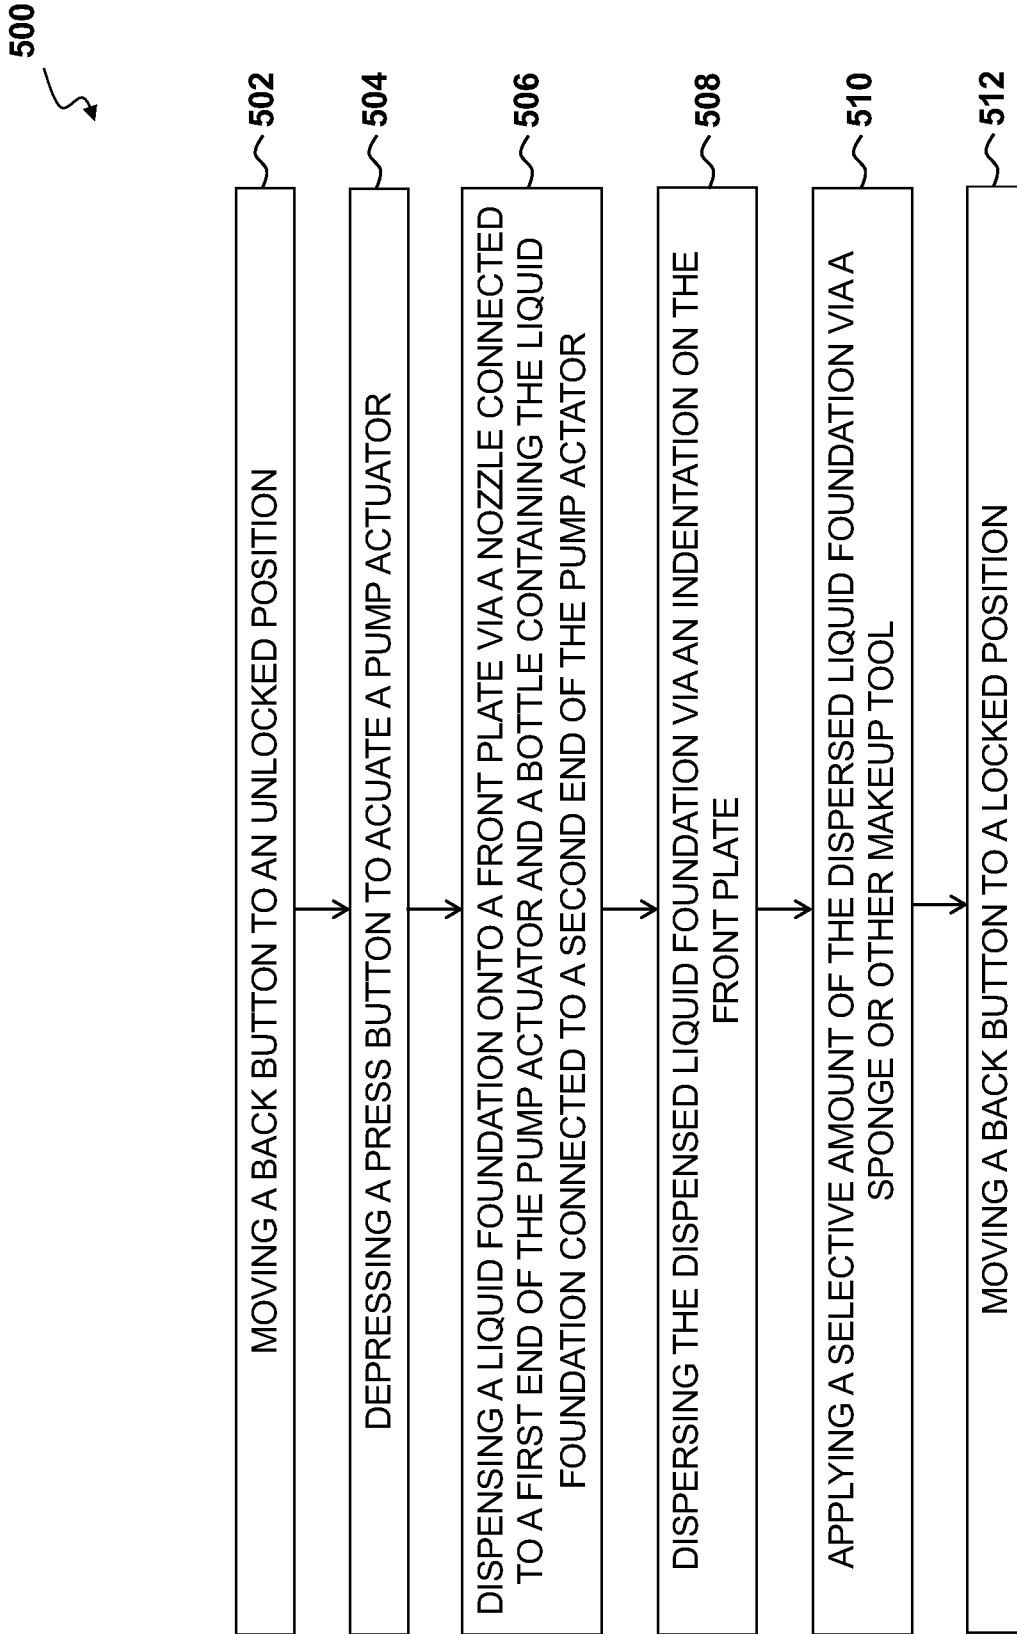 500
MOVING A BACK BUTTON TO AN UNLOCKED POSITION
502
DEPRESSING A PRESS BUTTON TO ACUATE A PUMP ACTUATOR
504
DISPENSING A LIQUID FOUNDATION ONTO A FRONT PLATE VIA A NOZZLE CONNECTED
TO A FIRST END OF THE PUMP ACTUATOR AND A BOTTLE CONTAINING THE LIQUID
FOUNDATION CONNECTED TO A SECOND END OF THE PUMP ACTATOR
506
DISPERSING THE DISPENSED LIQUID FOUNDATION VIA AN INDENTATION ON THE
FRONT PLATE
508
APPLYING A SELECTIVE AMOUNT OF THE DISPERSED LIQUID FOUNDATION VIA A
SPONGE OR OTHER MAKEUP TOOL
510
MOVING A BACK BUTTON TO A LOCKED POSITION
512